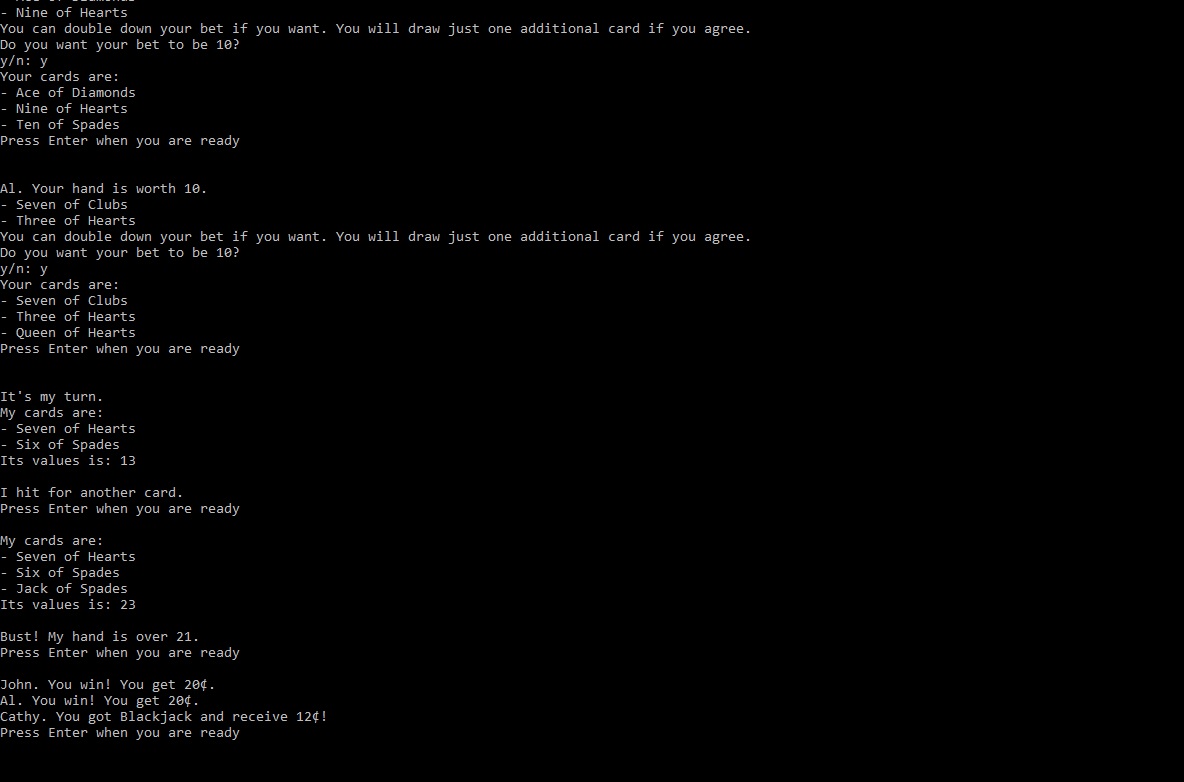 - Ace of Diamonds
- Nine of Hearts
You can double down your bet if you want. You will draw just one additional card if you agree.
Do you want your bet to be 10?
y/n: y
Your cards are:
- Ace of Diamonds
- Nine of Hearts
- Ten of Spades
Press Enter when you are ready
Al. Your hand is worth 10.
- Seven of Clubs
- Three of Hearts
You can double down your bet if you want. You will draw just one additional card if you agree.
Do you want your bet to be 10?
y/n: y
Your cards are:
- Seven of Clubs
- Three of Hearts
- Queen of Hearts
Press Enter when you are ready
It's my turn.
My cards are:
- Seven of Hearts
- Six of Spades
Its values is: 13
I hit for another card.
Press Enter when you are ready
My cards are:
- Seven of Hearts
- Six of Spades
- Jack of Spades
Its values is: 23
Bust! My hand is over 21.
Press Enter when you are ready
John. You win! You get 20¢.
Al. You win! You get 20¢.
Cathy. You got Blackjack and receive 12¢!
Press Enter when you are ready